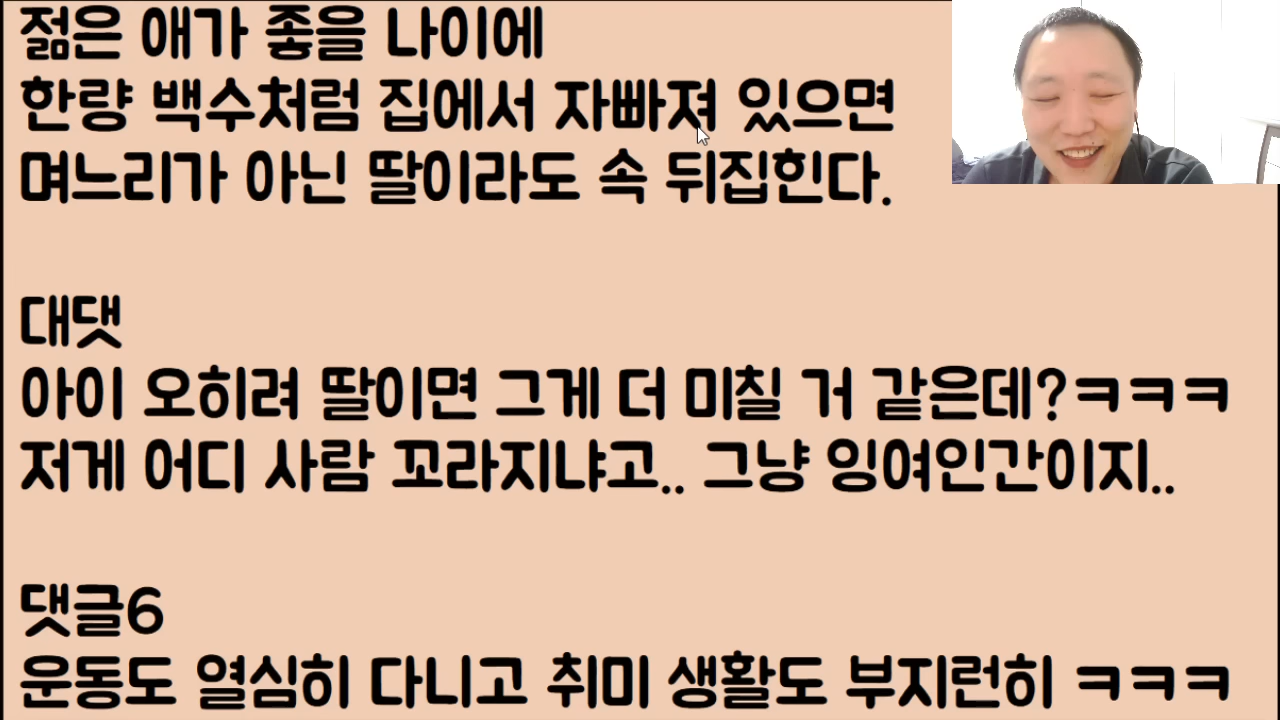 젊은 애가 좋을 나이에
한량 백수처럼 집에서 자빠져 있으면
며느리가 아닌 딸이라도 속 뒤집힌다.
대댓
아이 오히려 딸이면 그게 더 미칠 거 같은데?ㅋㅋㅋ
저게 어디 사람 꼬라지냐고.. 그냥 잉여인간이지..
댓글6
운동도 열심히 다니고 취미 생활도 부지런히 ㅋㅋㅋ